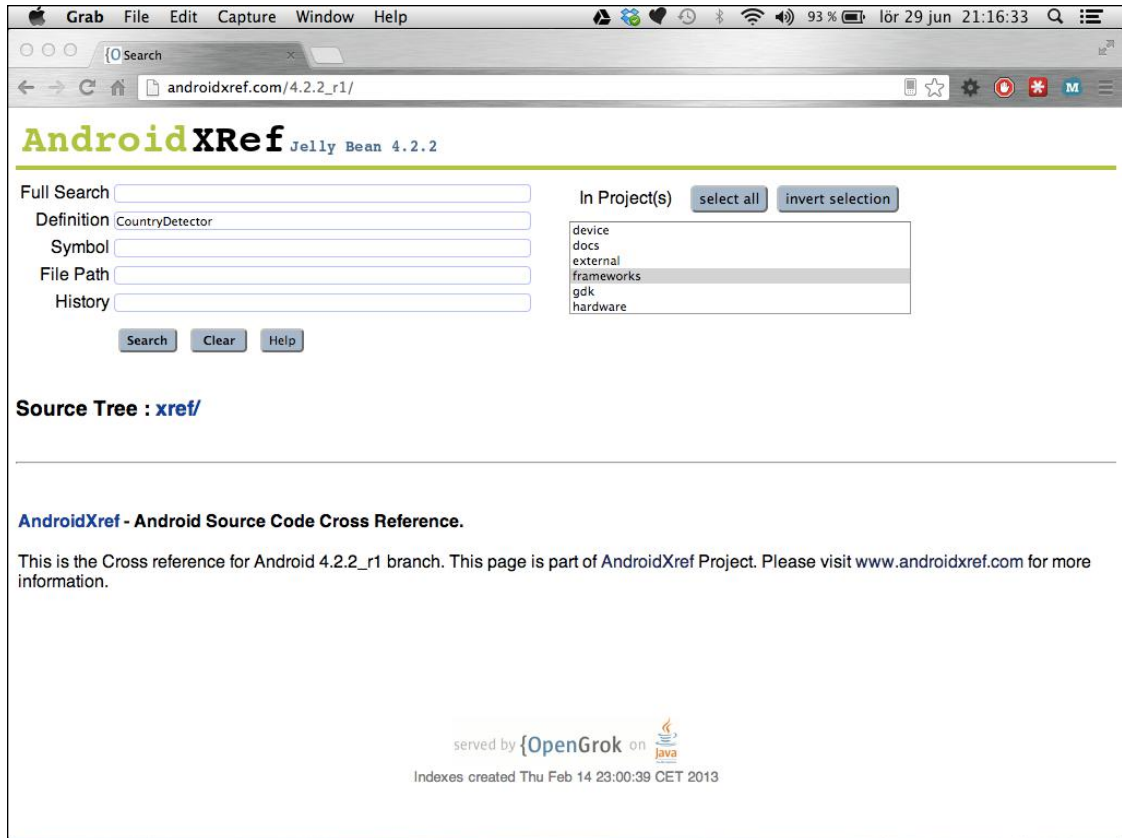 Grab File Edit Capture Window Help 93 % lör 29 jun 21:16:33
{O Search
androidxref.com/4.2.2_r1/
M
AndroidXRef Jelly Bean 4.2.2
Full Search
In Project(s) select all invert selection
Definition CountryDetector
Symbol
File Path
History
device
docs
external
frameworks
gdk
hardware
Search Clear Help
Source Tree : xref/
AndroidXref - Android Source Code Cross Reference.
This is the Cross reference for Android 4.2.2_r1 branch. This page is part of AndroidXref Project. Please visit www.androidxref.com for more
information.
served by {OpenGrok on Java
Indexes created Thu Feb 14 23:00:39 CET 2013